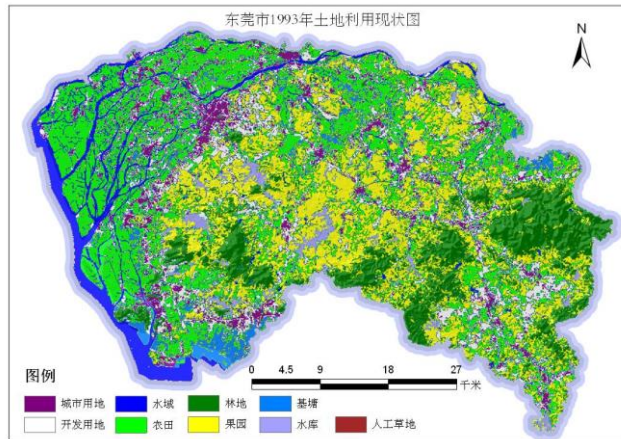 东莞市1993年土地利用现状图
N
图例
0 4.5 9 18 27
千米
城市用地 水域 林地 基塘
开发用地 农田 果园 水库 人工草地